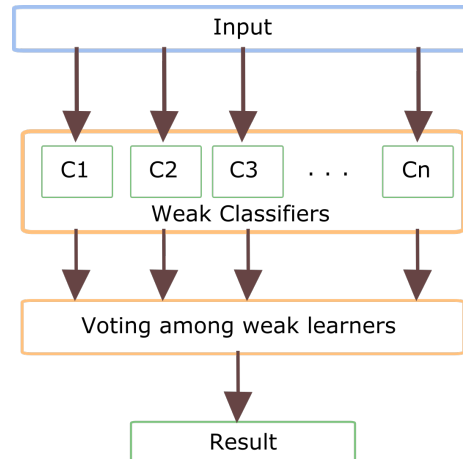 Input
C1 C2 C3 . . . Cn
Weak Classifiers
Voting among weak learners
Result